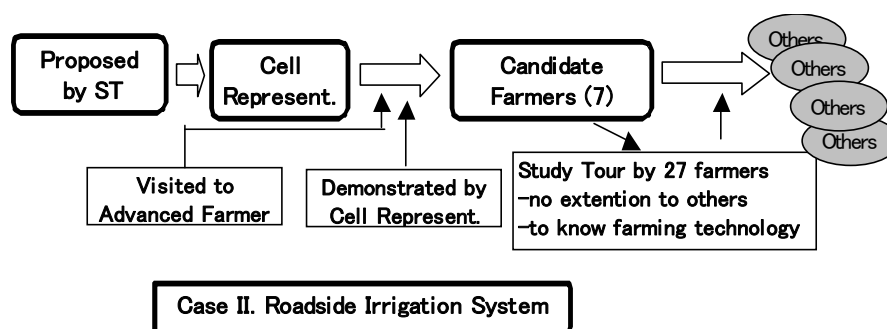 Proposed
by ST
Cell
Represent.
Candidate
Farmers (7)
Others
Others
Others
Others
Visited to
Advanced Farmer
Demonstrated by
Cell Represent.
Study Tour by 27 farmers
-no extention to others
-to know farming technology
Case II. Roadside Irrigation System